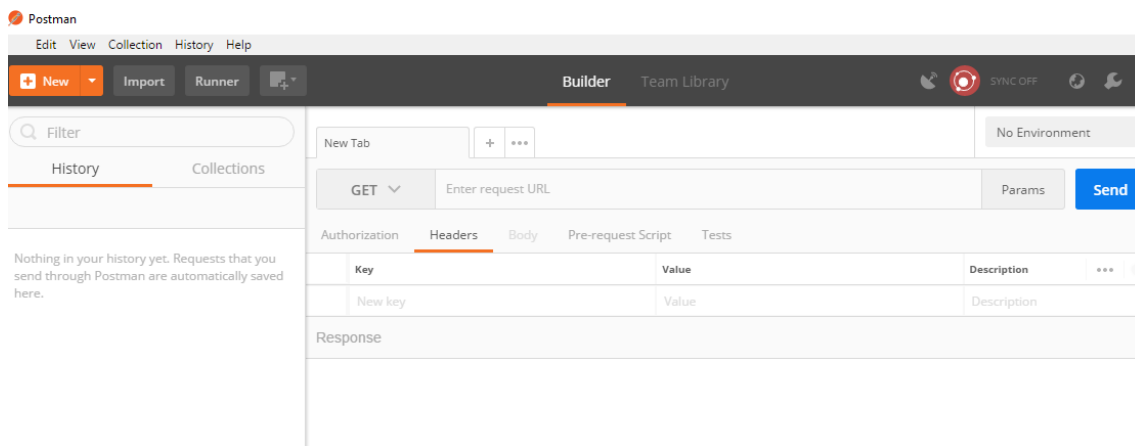 Postman
Edit View Collection History Help
New Import Runner Builder Team Library SYNC OFF
Filter
History Collections
Nothing in your history yet. Requests that you
send through Postman are automatically saved
here.
New Tab + ••• No Environment
GET Enter request URL Params Send
Authorization Headers Body Pre-request Script Tests
Key Value Description •••
New key Value Description
Response